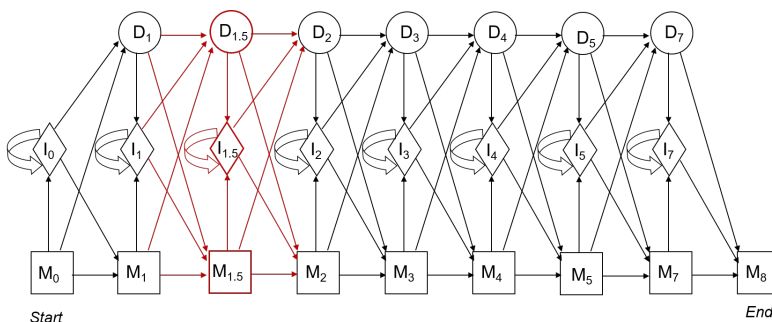 D1 D1.5 D2 D3 D4 D5 D7
I0 I1 I1.5 I2 I3 I4 I5 I7
M0 M1 M1.5 M2 M3 M4 M5 M7 M8
Start End